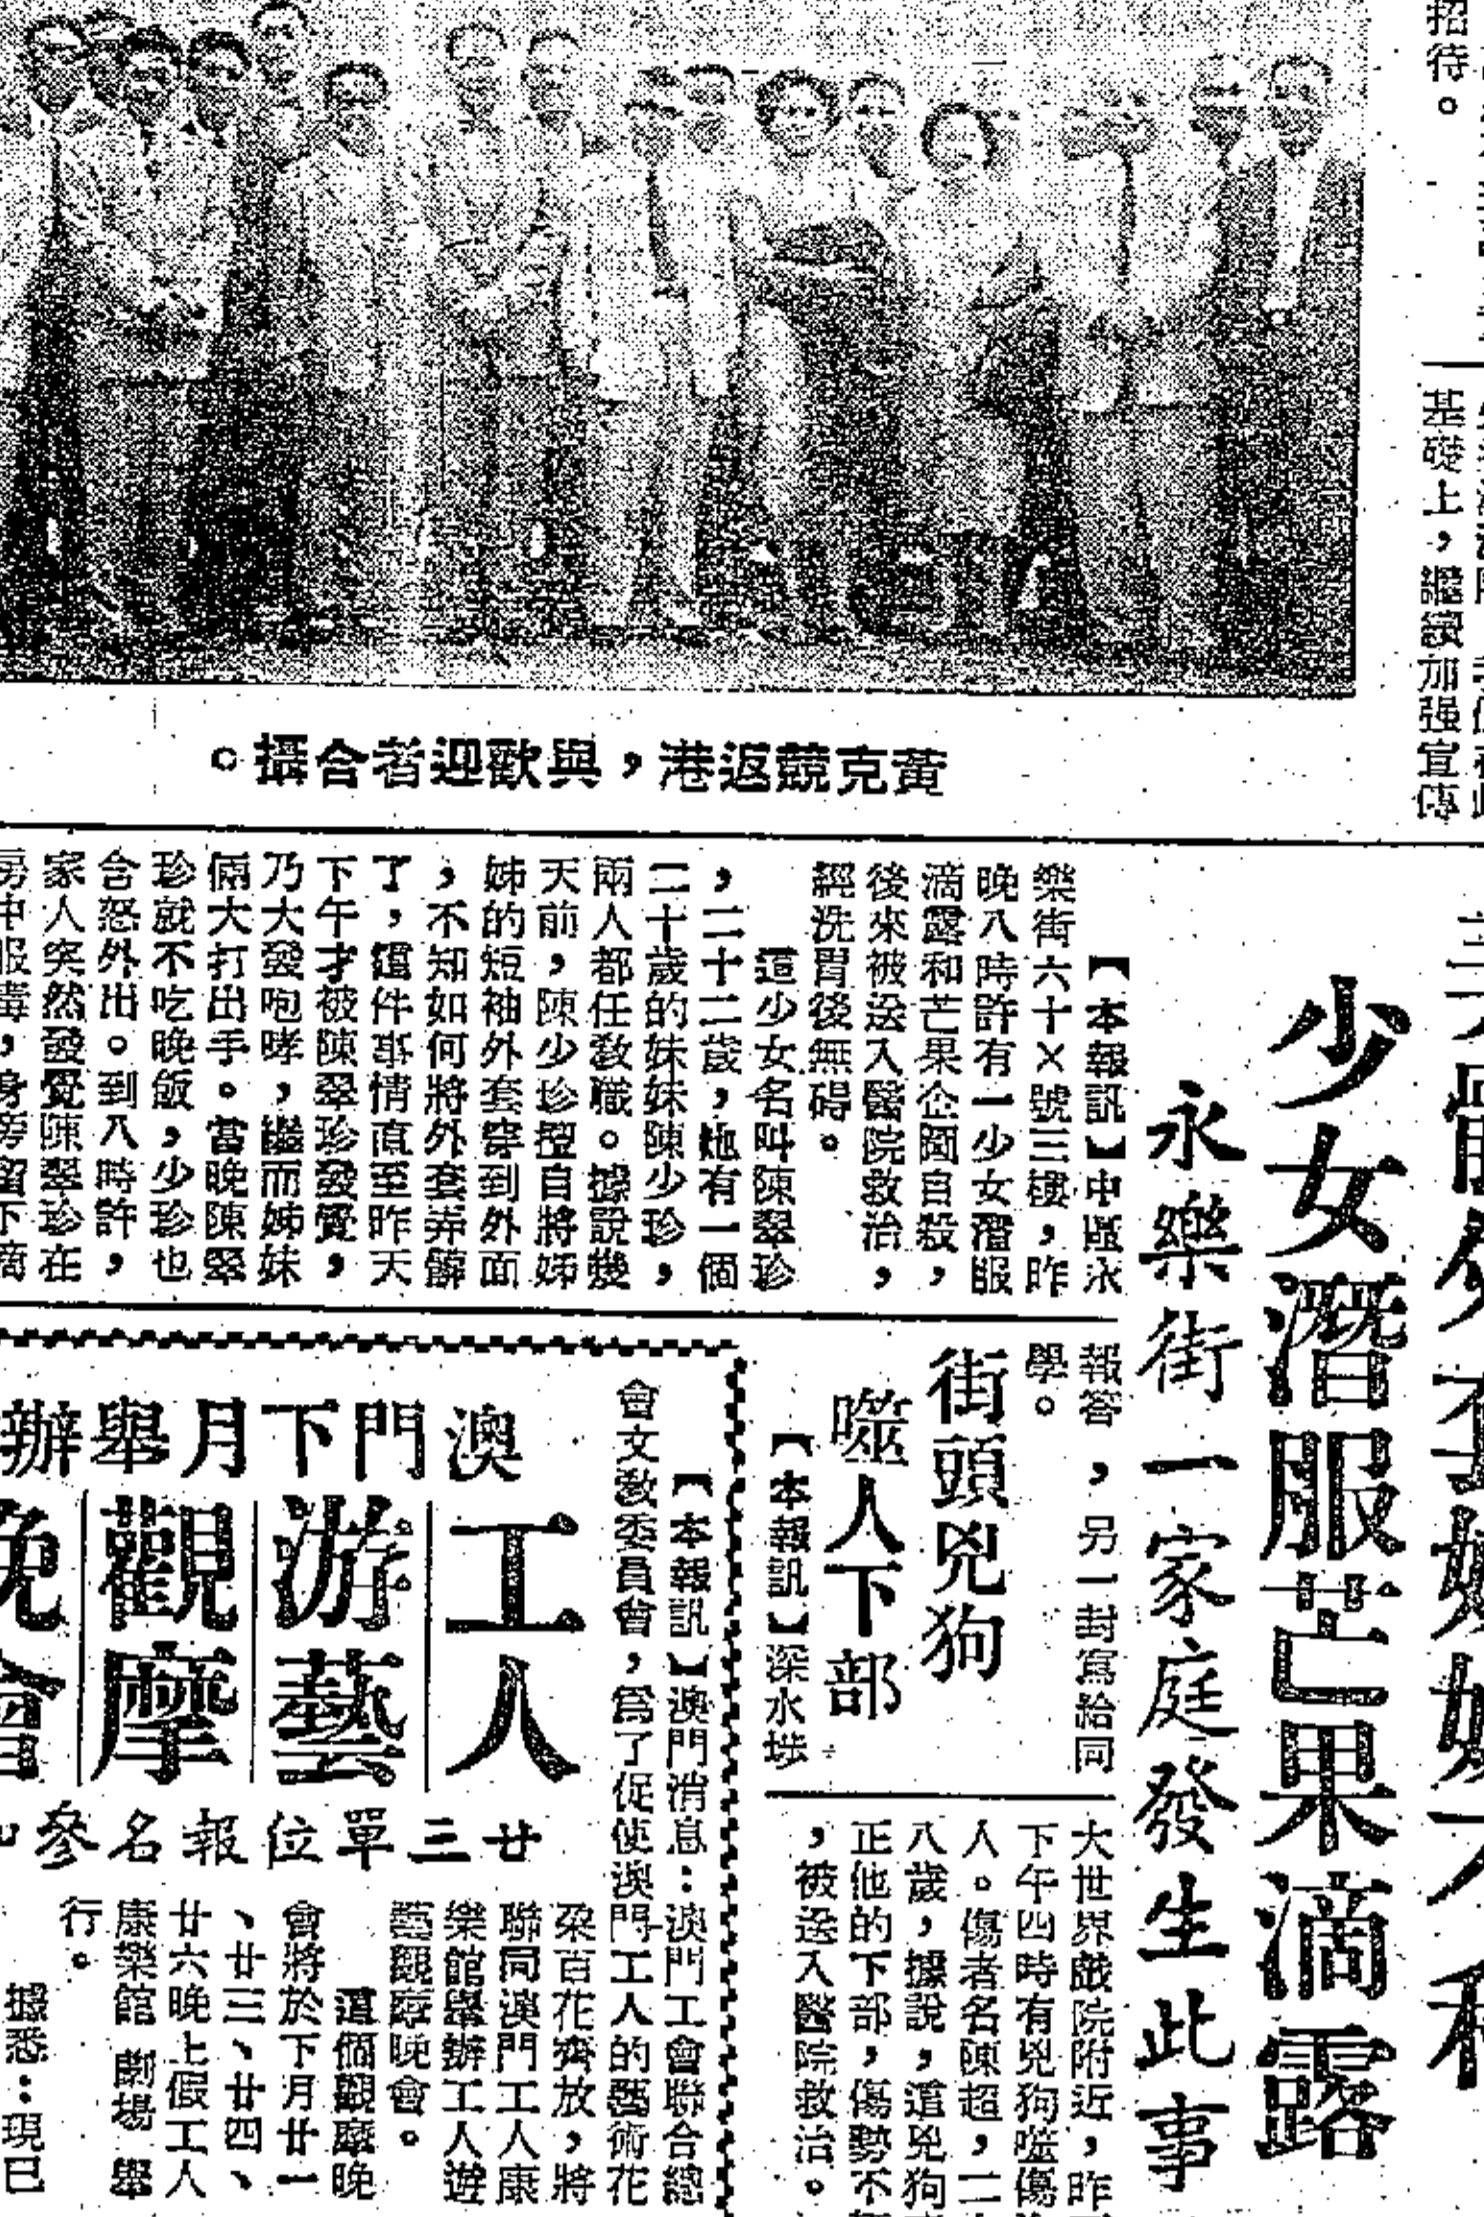 招待。
基礎上，繼續加强宣傳
黃克競返港，與歡迎者合攝。
少女潛服芒果滴露
永樂街一家庭發生此事
【本報訊】中區永
樂街六十×號三樓，昨
晚八時許有一少女潛服
滴露和芒果企圖自殺，
後來被送入醫院救治，
經洗胃後無碍。
這少女名叫陳翠珍
，二十二歲，她有一個
二十歲的妹妹陳少珍，
兩人都任教職。據說幾
天前，陳少珍擅自將姊
姊的短袖外套穿到外面
，不知如何將外套弄髒
了，這件事情直至昨天
下午才被陳翠珍發覺，
乃大發咆哮，繼而姊妹
倆大打出手。當晚陳翠
珍就不吃晚飯，少珍也
含怒外出。到八時許，
家人突然發覺陳翠珍在
房中服毒，身旁留下滴
報答，另一封寫給同
學。
街頭兇狗
噬人下部
【本報訊】深水埗
大世界戲院附近，昨
下午四時有兇狗噬傷
人。傷者名陳超，二十
八歲，據說，這兇狗
正他的下部，傷勢不
，被送入醫院救治。
澳門下月舉辦
工人
游藝
觀摩
晚會
廿三單位報名參
【本報訊】澳門消息：澳門工會聯合總
會文教委員會，爲了促使澳門工人的藝術花
朶百花齊放，將
聯同澳門工人康
樂館舉辦工人遊
藝觀摩晚會。
這個觀摩晚
會將於下月廿一
、廿三、廿四、
廿六晚上假工人
康樂館劇場舉
行。
據悉：現已